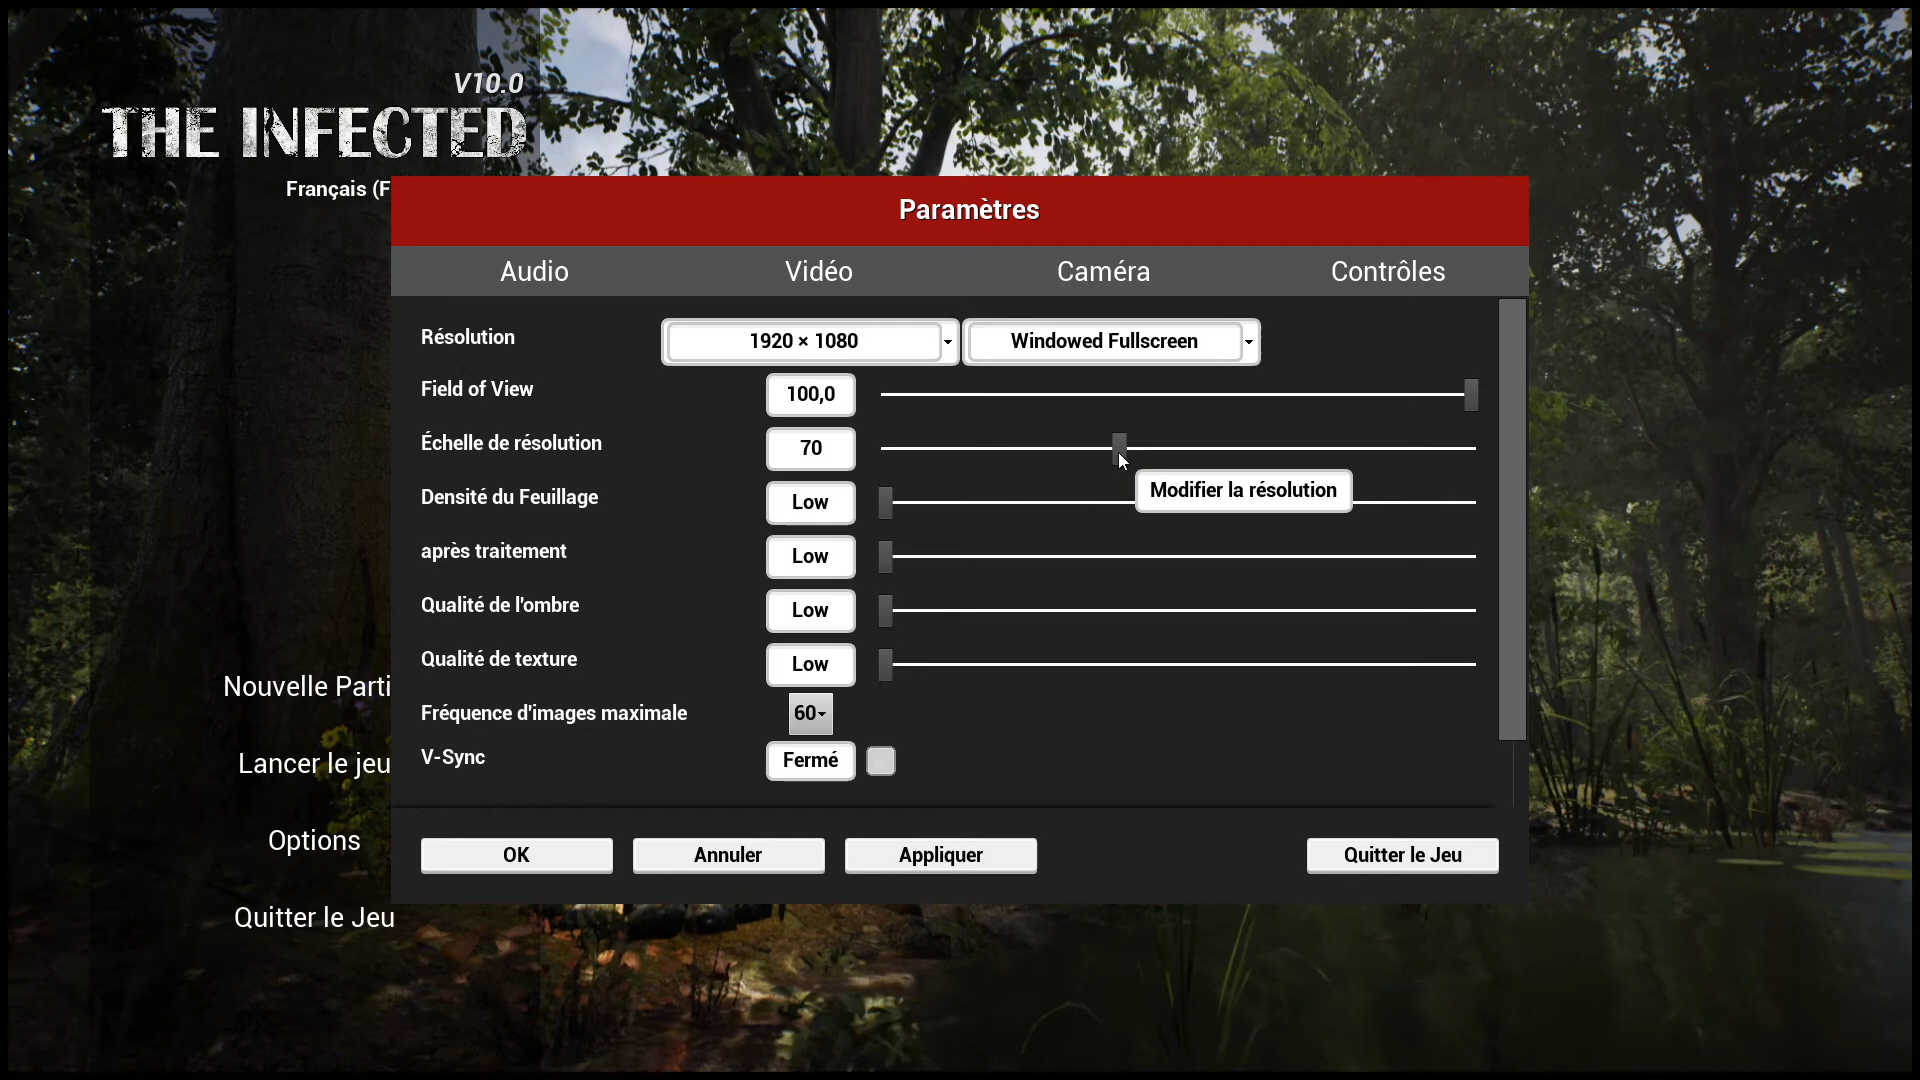 V10.0
THE INFECTED
Français (F
Paramètres
Audio Vidéo Caméra Contrôles
Résolution 1920 × 1080 Windowed Fullscreen
Field of View 100,0
Échelle de résolution 70
Modifier la résolution
Densité du Feuillage Low
après traitement Low
Qualité de l'ombre Low
Qualité de texture Low
Fréquence d'images maximale 60
V-Sync Fermé
OK Annuler Appliquer Quitter le Jeu
Nouvelle Parti
Lancer le jeu
Options
Quitter le Jeu